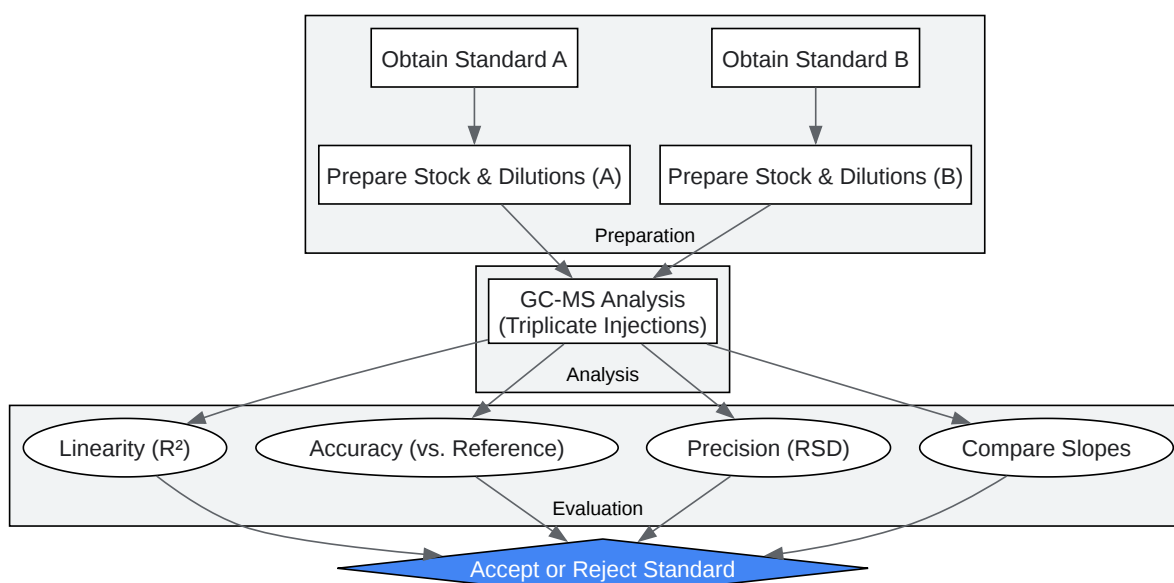 Obtain Standard A
Obtain Standard B
Prepare Stock & Dilutions (A)
Prepare Stock & Dilutions (B)
Preparation
GC-MS Analysis
(Triplicate Injections)
Analysis
Linearity (R²)
Accuracy (vs. Reference)
Precision (RSD)
Compare Slopes
Evaluation
Accept or Reject Standard